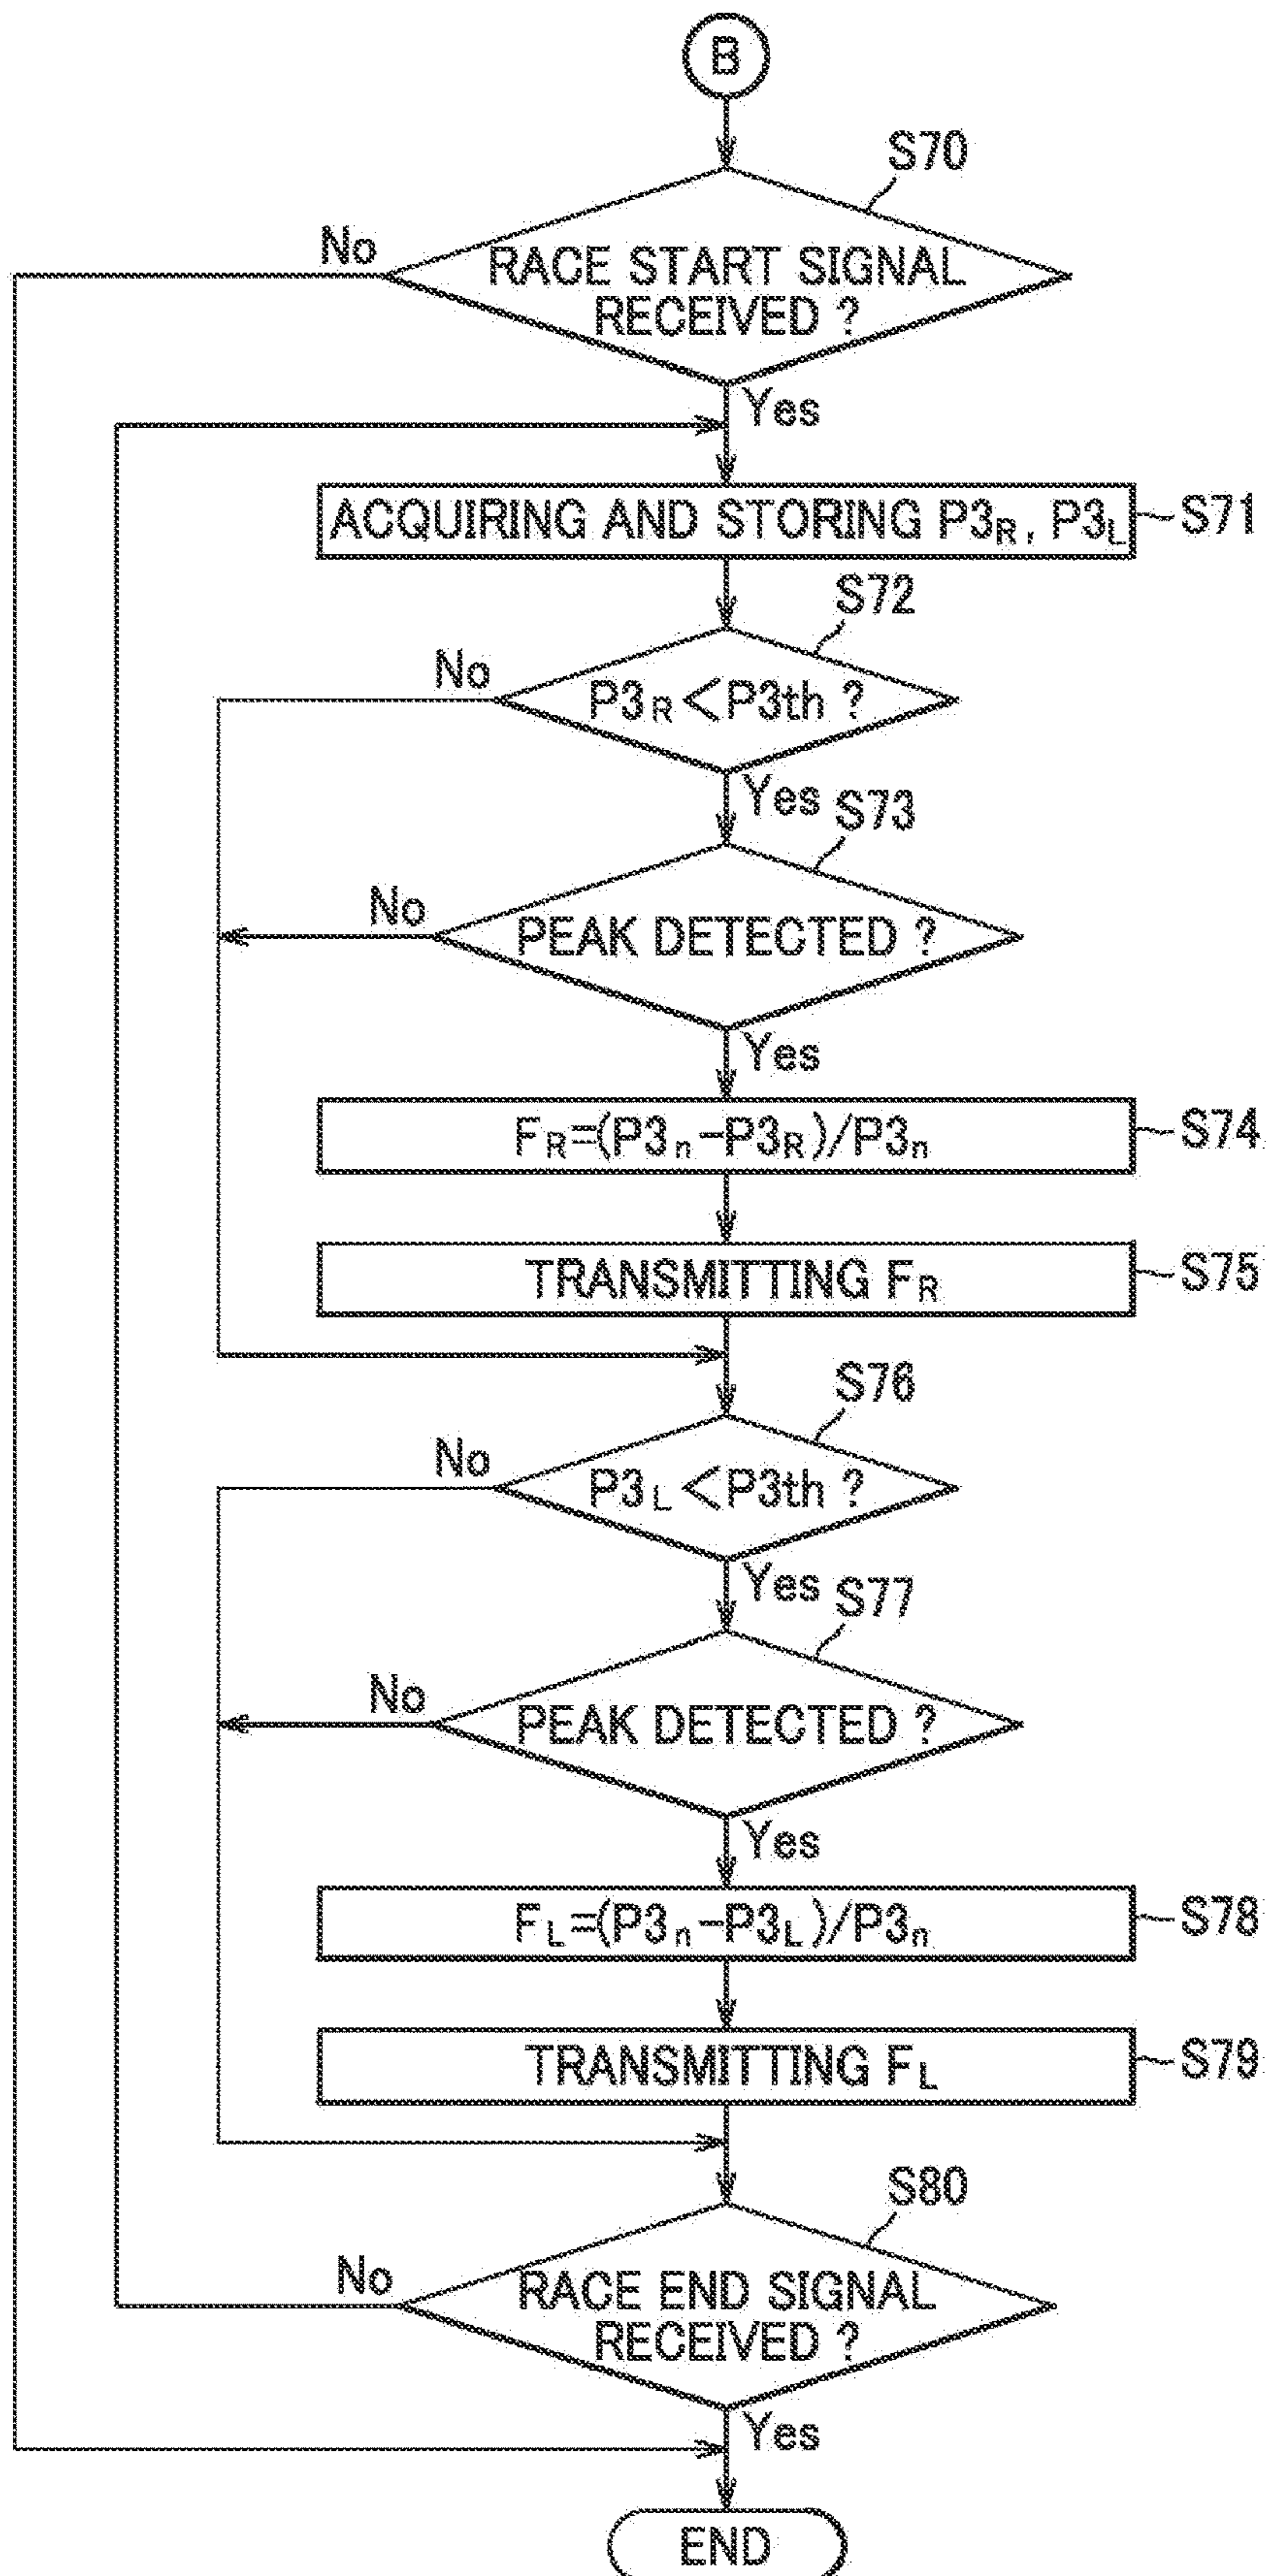 B
S70
No
RACE START SIGNAL
RECEIVED ?
Yes
ACQUIRING AND STORING P3R, P3L
S71
S72
No
P3R <P3th ?
Yes
S73
No
PEAK DETECTED ?
Yes
FR=(P3n-P3R)/P3n
S74
TRANSMITTING FR
S75
S76
No
P3L <P3th ?
Yes
S77
No
PEAK DETECTED ?
Yes
FL=(P3n-P3L)/P3n
S78
TRANSMITTING FL
S79
S80
No
RACE END SIGNAL
RECEIVED ?
Yes
END